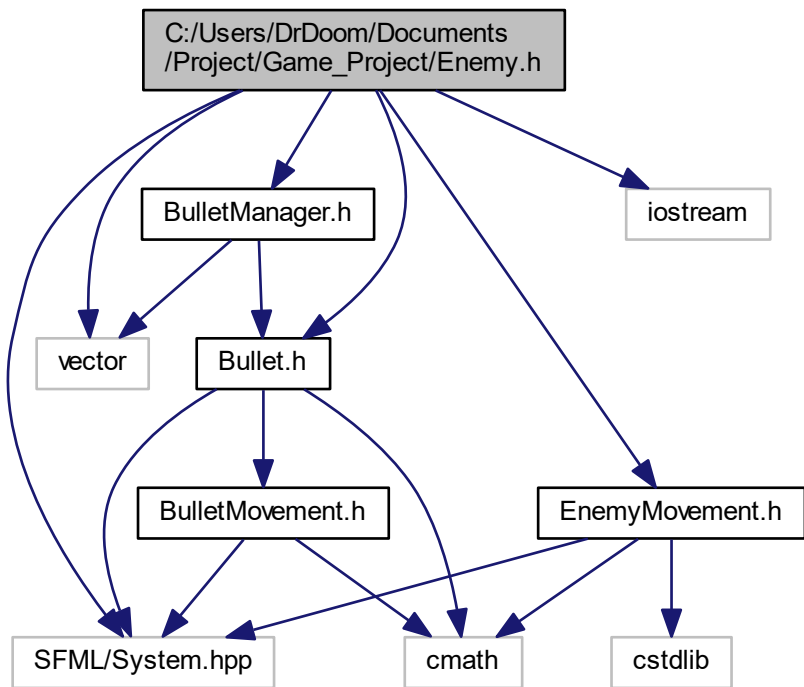 C:/Users/DrDoom/Documents
/Project/Game_Project/Enemy.h
BulletManager.h
iostream
vector
Bullet.h
BulletMovement.h
EnemyMovement.h
SFML/System.hpp
cmath
cstdlib